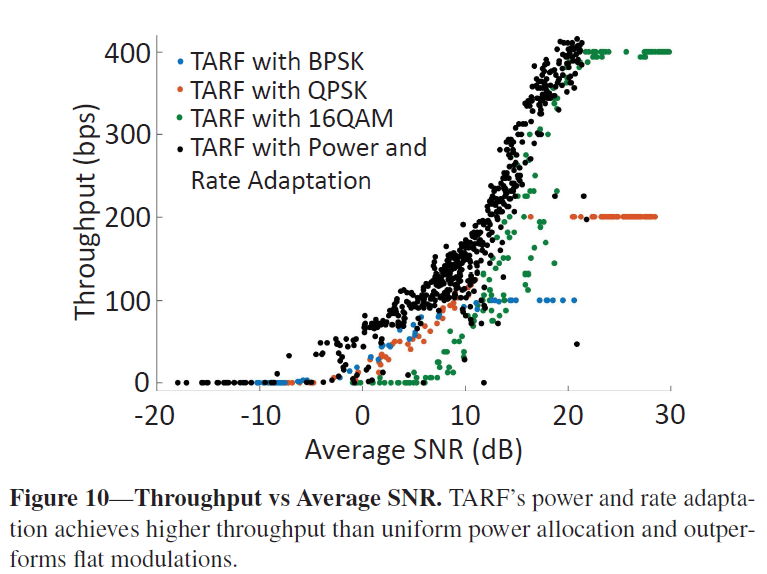 400
300
200
100
0
Throughput (bps)
TARF with BPSK
TARF with QPSK
TARF with 16QAM
TARF with Power and
Rate Adaptation
-20 -10 0 10 20 30
Average SNR (dB)
Figure 10—Throughput vs Average SNR. TARF's power and rate adapta-
tion achieves higher throughput than uniform power allocation and outper-
forms flat modulations.